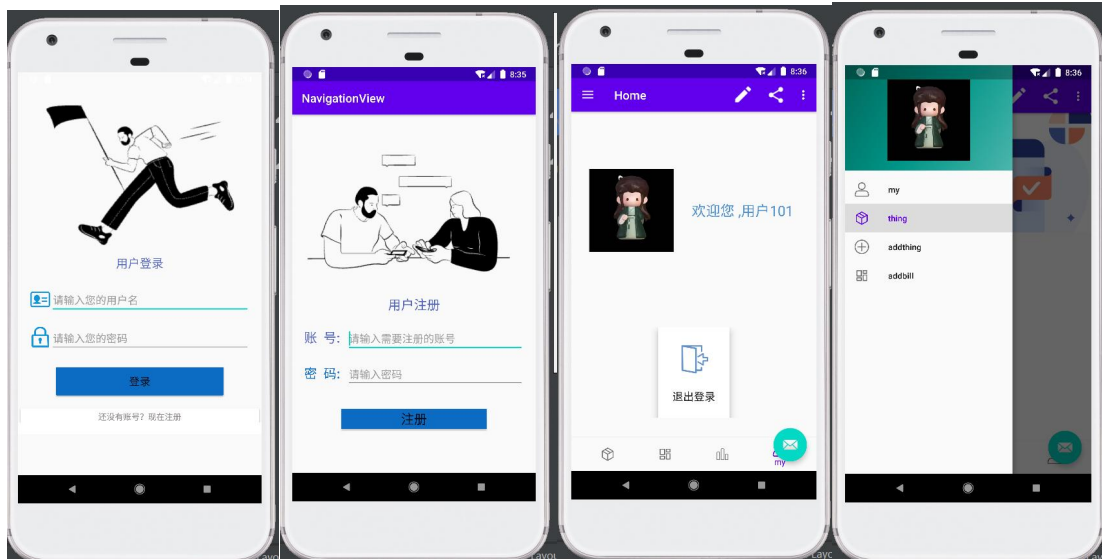 用户登录
请输入您的用户名
请输入您的密码
登录
还没有账号？现在注册
8:35
NavigationView
用户注册
账 号:
请输入需要注册的账号
密 码:
请输入密码
注册
8:36
Home
欢迎您 ,用户101
退出登录
my
8:36
my
thing
addthing
addbill